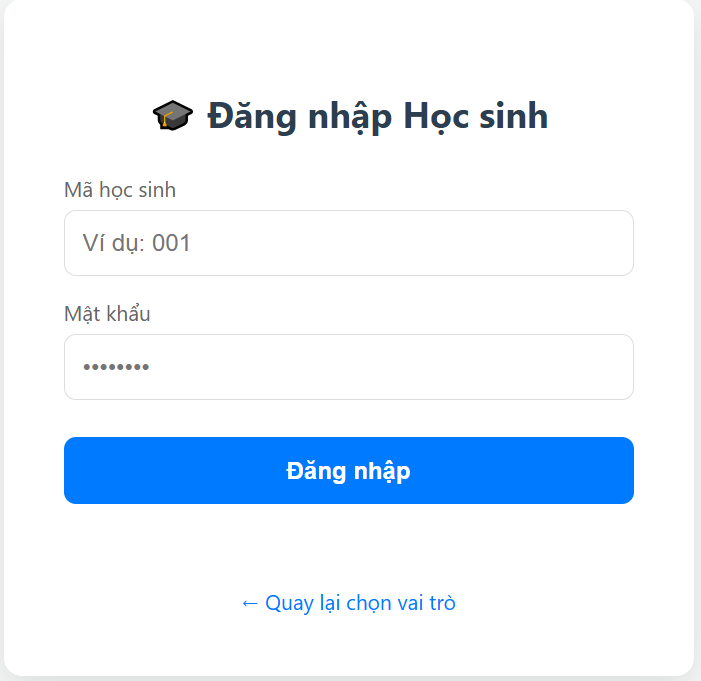 🎓 Đăng nhập Học sinh
Mã học sinh
Ví dụ: 001
Mật khẩu
••••••••
Đăng nhập
← Quay lại chọn vai trò